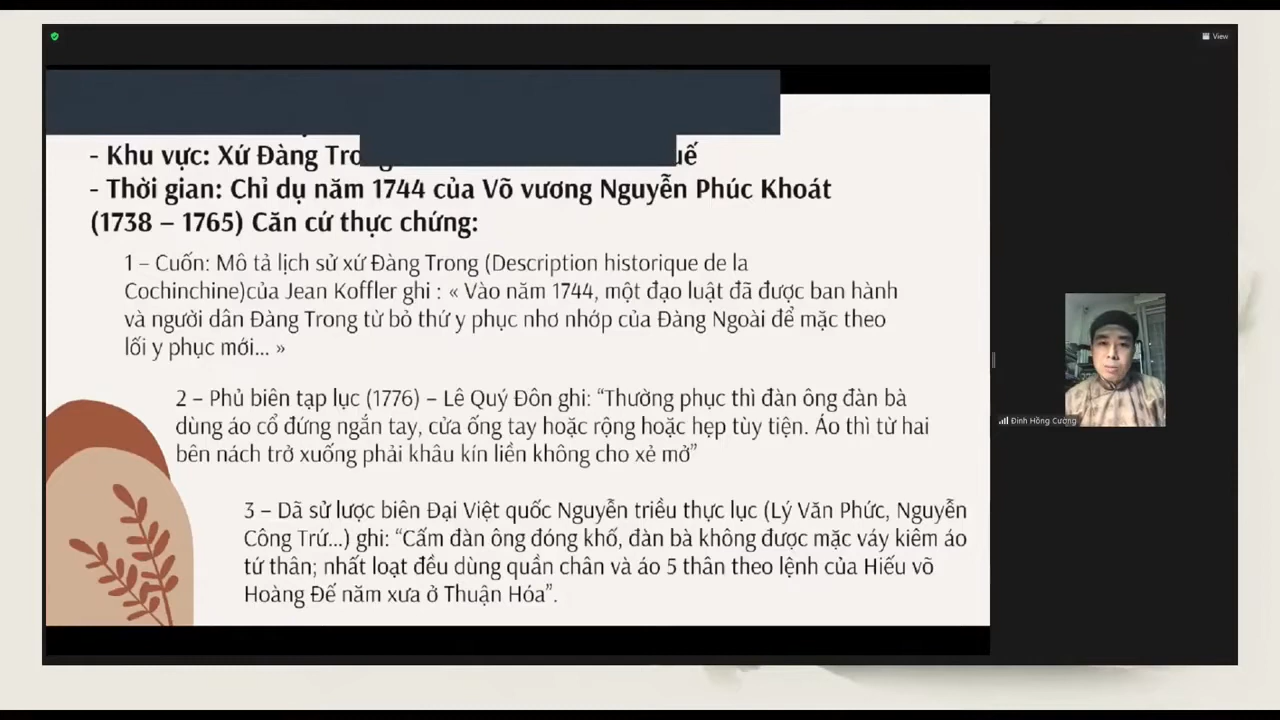 View
- Khu vực: Xứ Đàng Trong
- Thời gian: Chỉ dụ năm 1744 của Võ vương Nguyễn Phúc Khoát
(1738 – 1765) Căn cứ thực chứng:
1 – Cuốn: Mô tả lịch sử xứ Đàng Trong (Description historique de la
Cochinchine)của Jean Koffler ghi : « Vào năm 1744, một đạo luật đã được ban hành
và người dân Đàng Trong từ bỏ thứ y phục nhơ nhớp của Đàng Ngoài để mặc theo
lối y phục mới... »
2 – Phủ biên tạp lục (1776) – Lê Quý Đôn ghi: “Thường phục thì đàn ông đàn bà
dùng áo cổ đứng ngắn tay, cửa ống tay hoặc rộng hoặc hẹp tùy tiện. Áo thì từ hai
bên nách trở xuống phải khâu kín liền không cho xẻ mở”
3 – Dã sử lược biên Đại Việt quốc Nguyễn triều thực lục (Lý Văn Phức, Nguyễn
Công Trứ...) ghi: “Cấm đàn ông đóng khố, đàn bà không được mặc váy kiêm áo
tứ thân; nhất loạt đều dùng quần chân và áo 5 thân theo lệnh của Hiếu võ
Hoàng Đế năm xưa ở Thuận Hóa”.
Đinh Hồng Cường